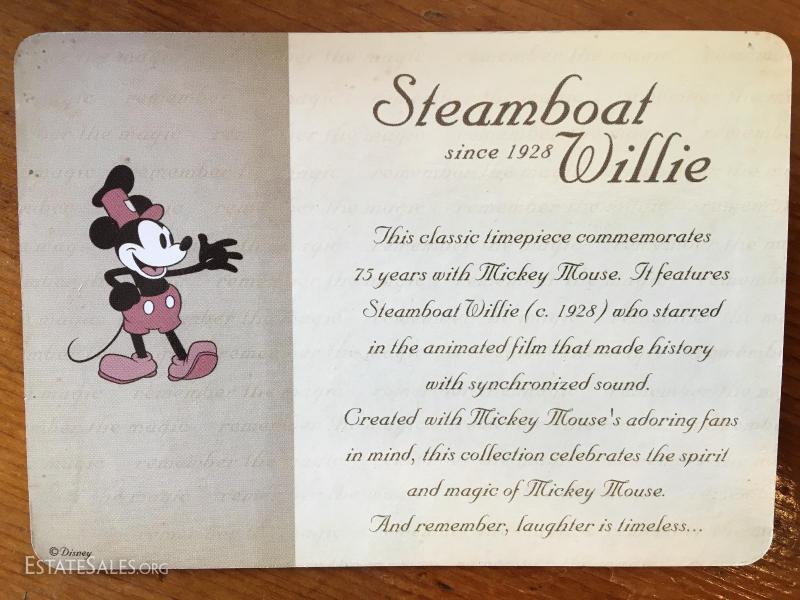 Steamboat
since 1928 Willie
This classic timepiece commemorates
75 years with Mickey Mouse. It features
Steamboat Willie (c. 1928) who starred
in the animated film that made history
with synchronized sound.
Created with Mickey Mouse's adoring fans
in mind, this collection celebrates the spirit
and magic of Mickey Mouse.
And remember, laughter is timeless...
© Disney
ESTATESALES.ORG